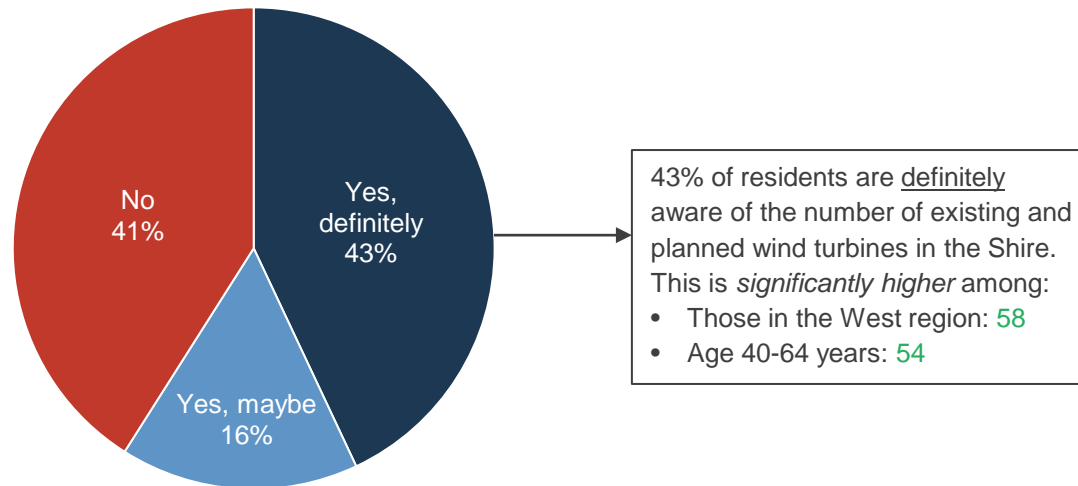 No
41%
Yes,
definitely
43%
Yes, maybe
16%
43% of residents are definitely
aware of the number of existing and
planned wind turbines in the Shire.
This is significantly higher among:
• Those in the West region: 58
• Age 40-64 years: 54